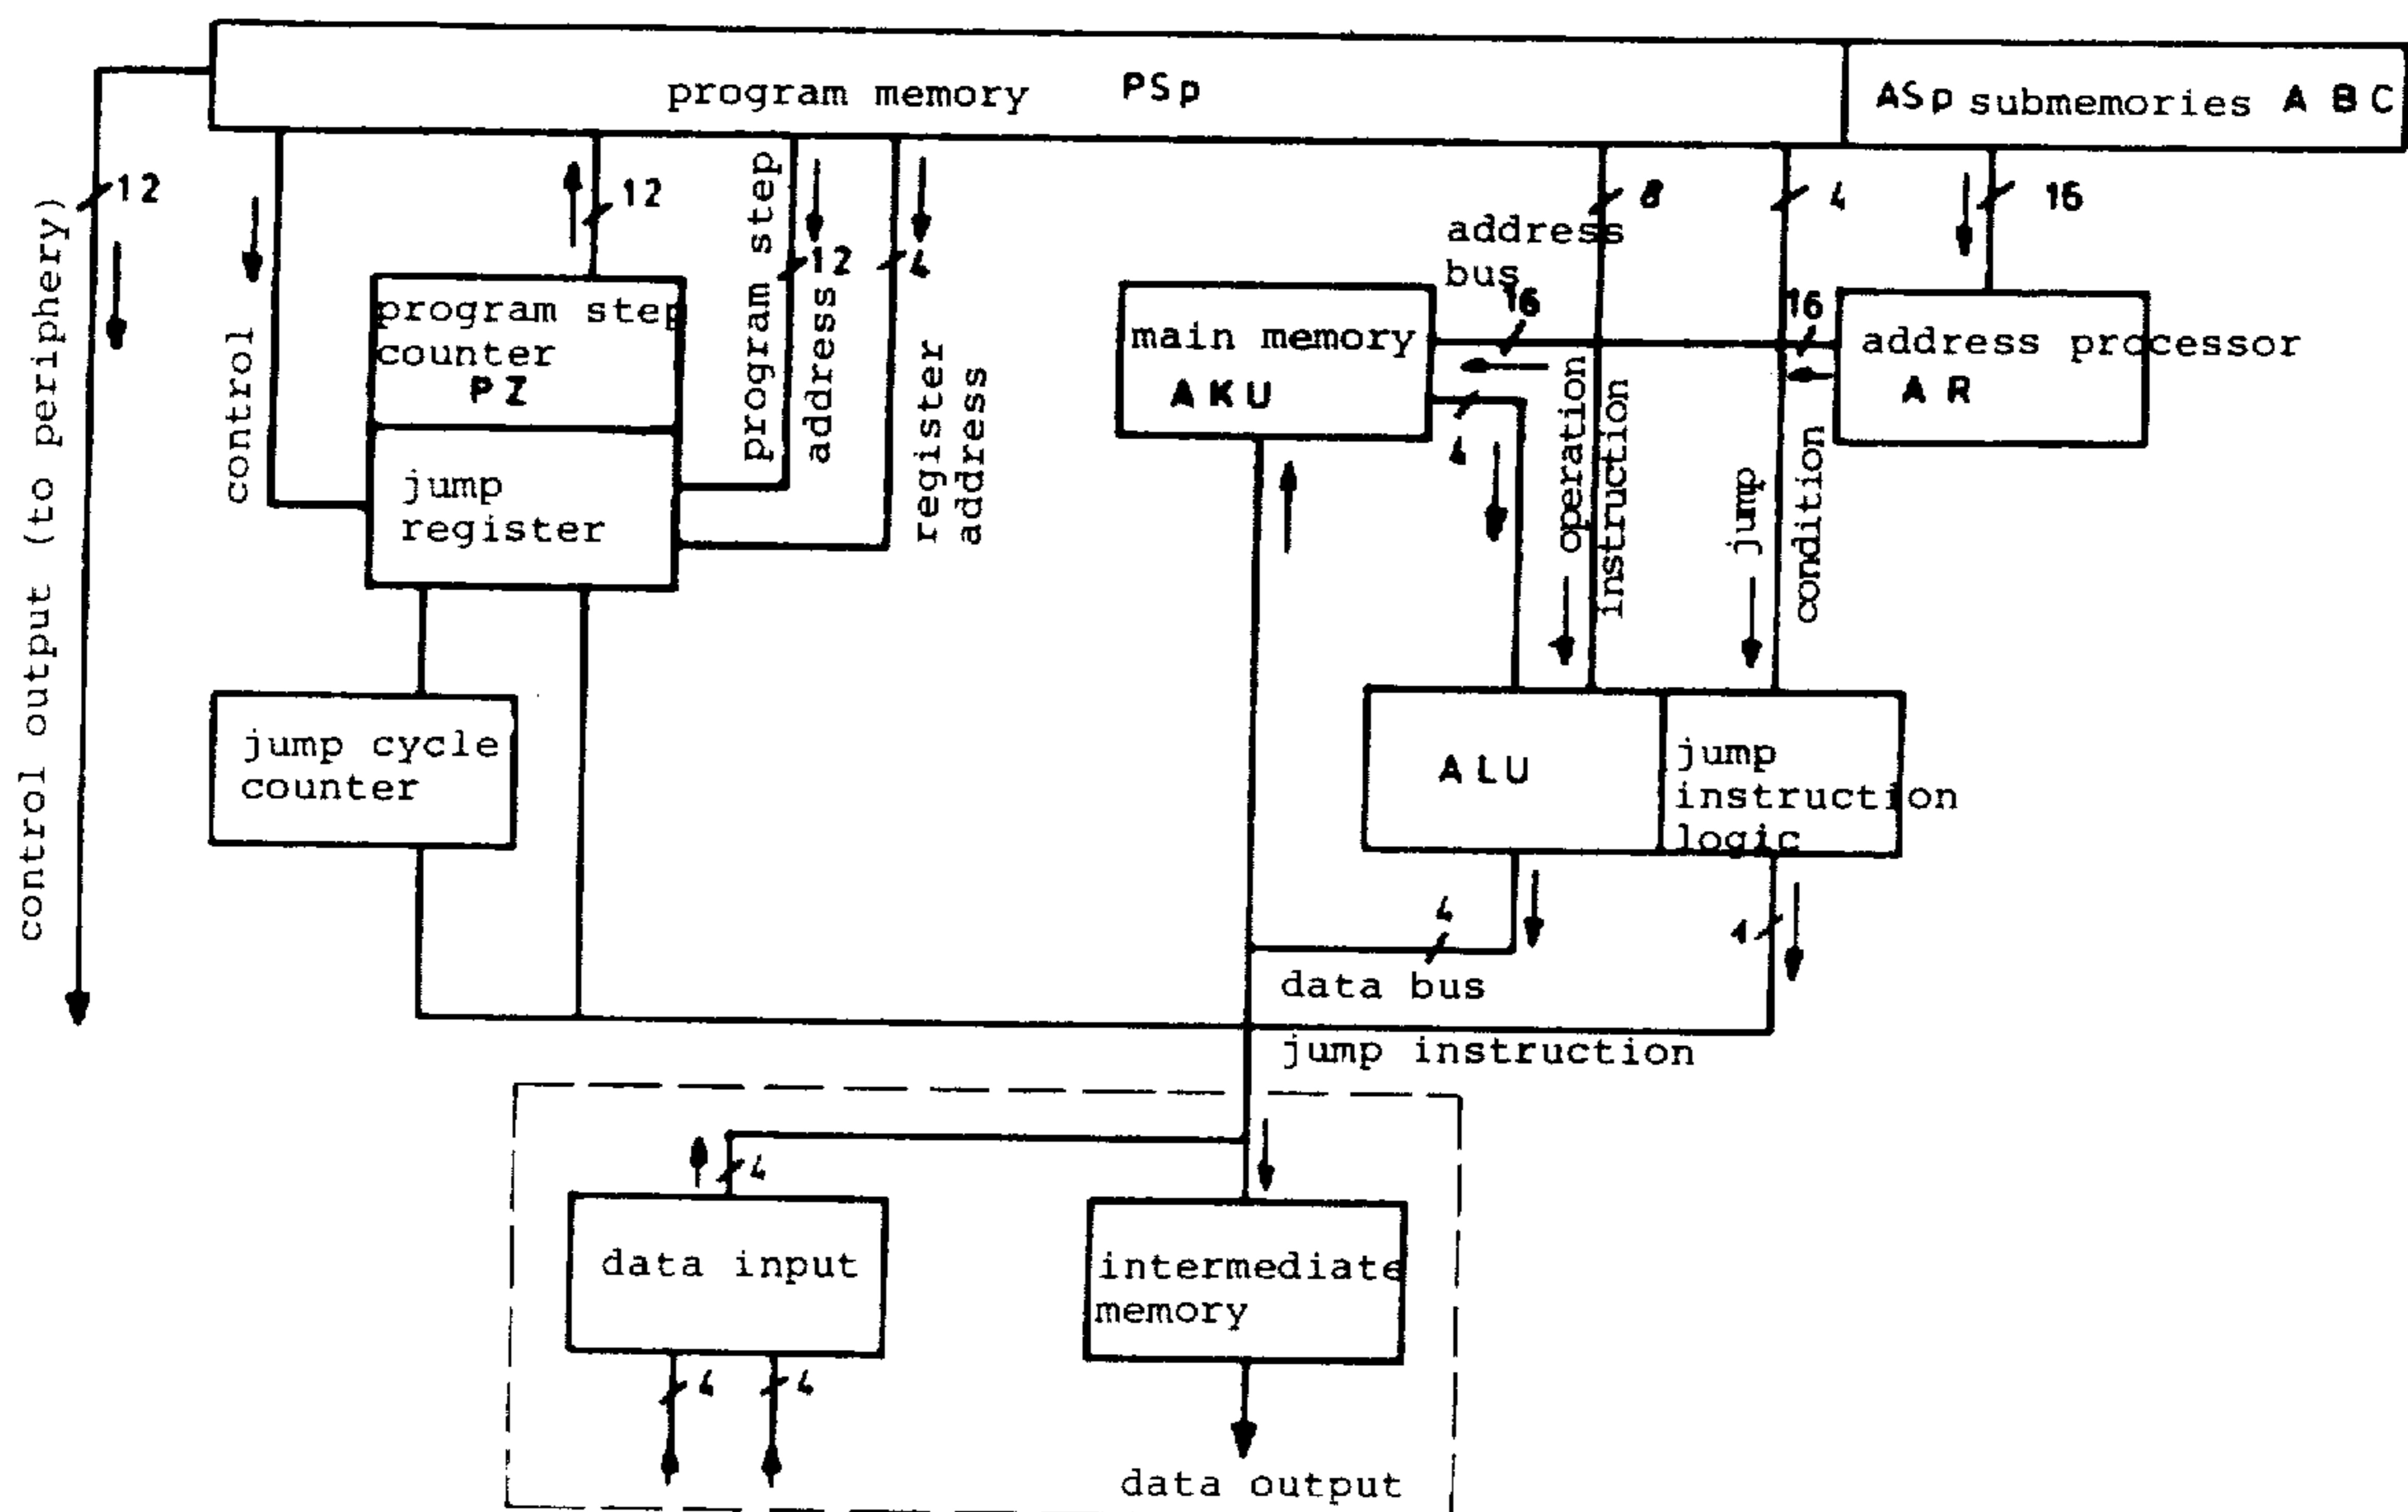 program memory PSp
ASp submemories A B C
12
12
12
4
8
4
16
control output (to periphery)
control
program step
counter
PZ
program step
address
register
address
jump
register
address
bus
16
16
main memory
AKU
4
operation
instruction
jump
condition
address processor
AR
jump cycle
counter
ALU
jump
instruction
logic
4
1
data bus
jump instruction
4
data input
intermediate
memory
4
4
data output